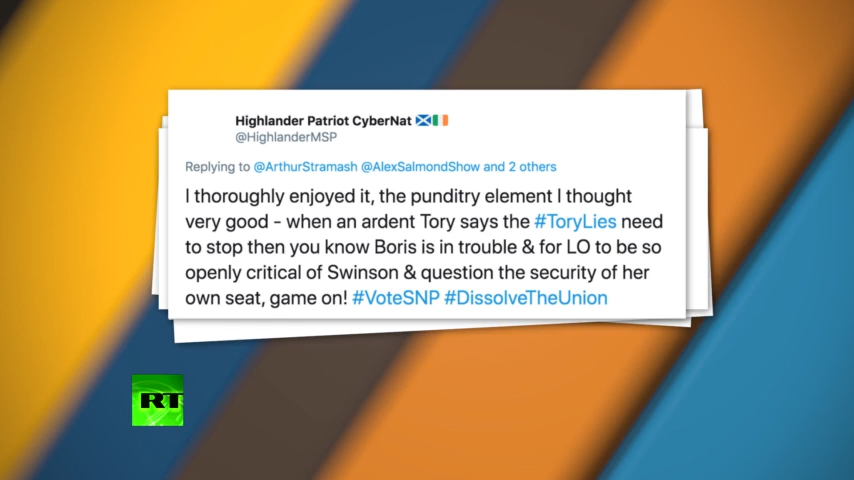 Highlander Patriot CyberNat
@HighlanderMSP
Replying to @ArthurStramash @AlexSalmondShow and 2 others
I thoroughly enjoyed it, the punditry element I thought
very good - when an ardent Tory says the #ToryLies need
to stop then you know Boris is in trouble & for LO to be so
openly critical of Swinson & question the security of her
own seat, game on! #VoteSNP #DissolveTheUnion
RT